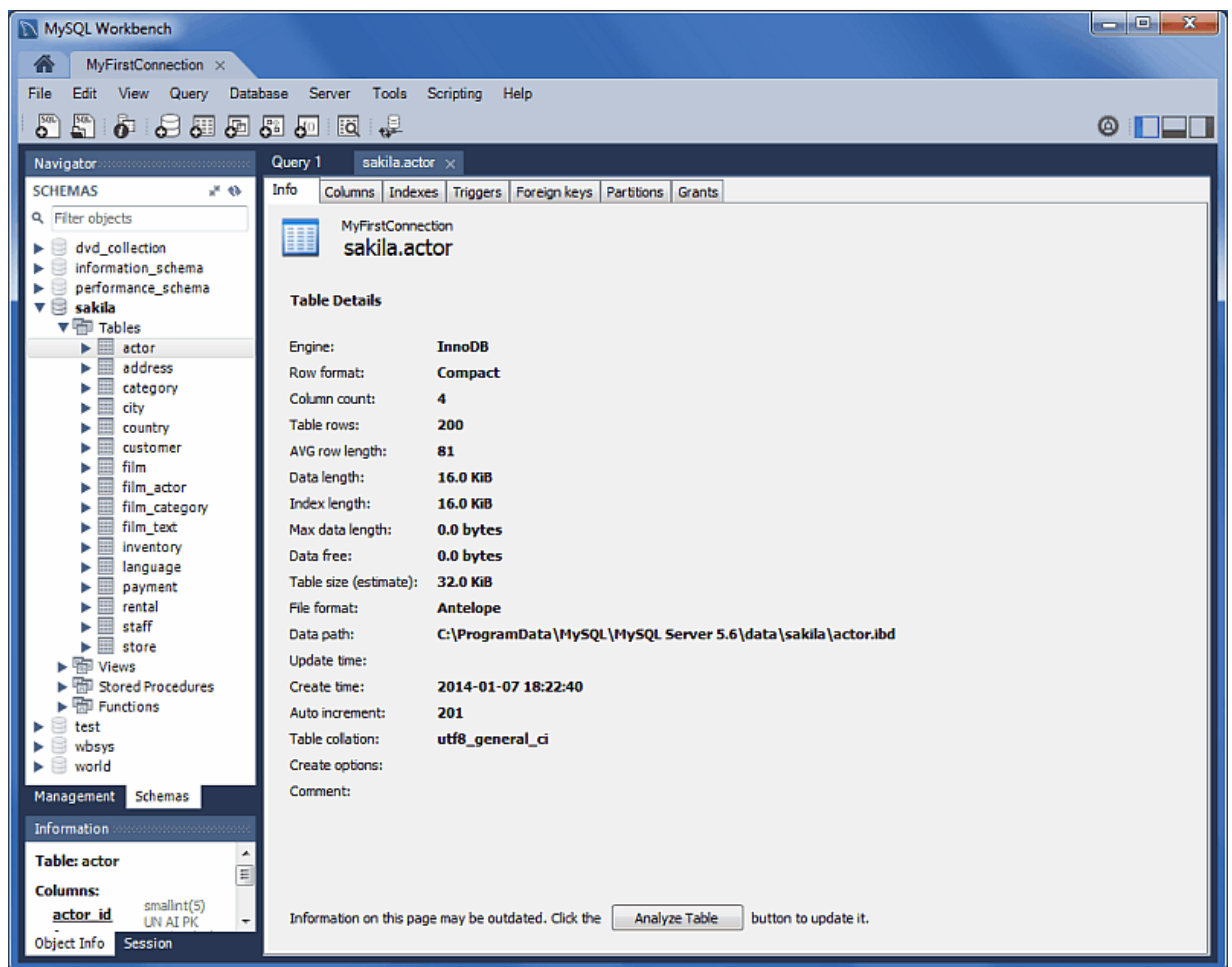 MySQL Workbench
MyFirstConnection ×
File Edit View Query Database Server Tools Scripting Help
Navigator
SCHEMAS
Filter objects
dvd_collection
information_schema
performance_schema
sakila
Tables
actor
address
category
city
country
customer
film
film_actor
film_category
film_text
inventory
language
payment
rental
staff
store
Views
Stored Procedures
Functions
test
wbsys
world
Management Schemas
Information
Table: actor
Columns:
actor_id smallint(5)
UN AI PK
Object Info Session
Query 1 sakila.actor ×
Info Columns Indexes Triggers Foreign keys Partitions Grants
MyFirstConnection
sakila.actor
Table Details
Engine: InnoDB
Row format: Compact
Column count: 4
Table rows: 200
AVG row length: 81
Data length: 16.0 KiB
Index length: 16.0 KiB
Max data length: 0.0 bytes
Data free: 0.0 bytes
Table size (estimate): 32.0 KiB
File format: Antelope
Data path: C:\ProgramData\MySQL\MySQL Server 5.6\data\sakila\actor.ibd
Update time:
Create time: 2014-01-07 18:22:40
Auto increment: 201
Table collation: utf8_general_ci
Create options:
Comment:
Information on this page may be outdated. Click the Analyze Table button to update it.